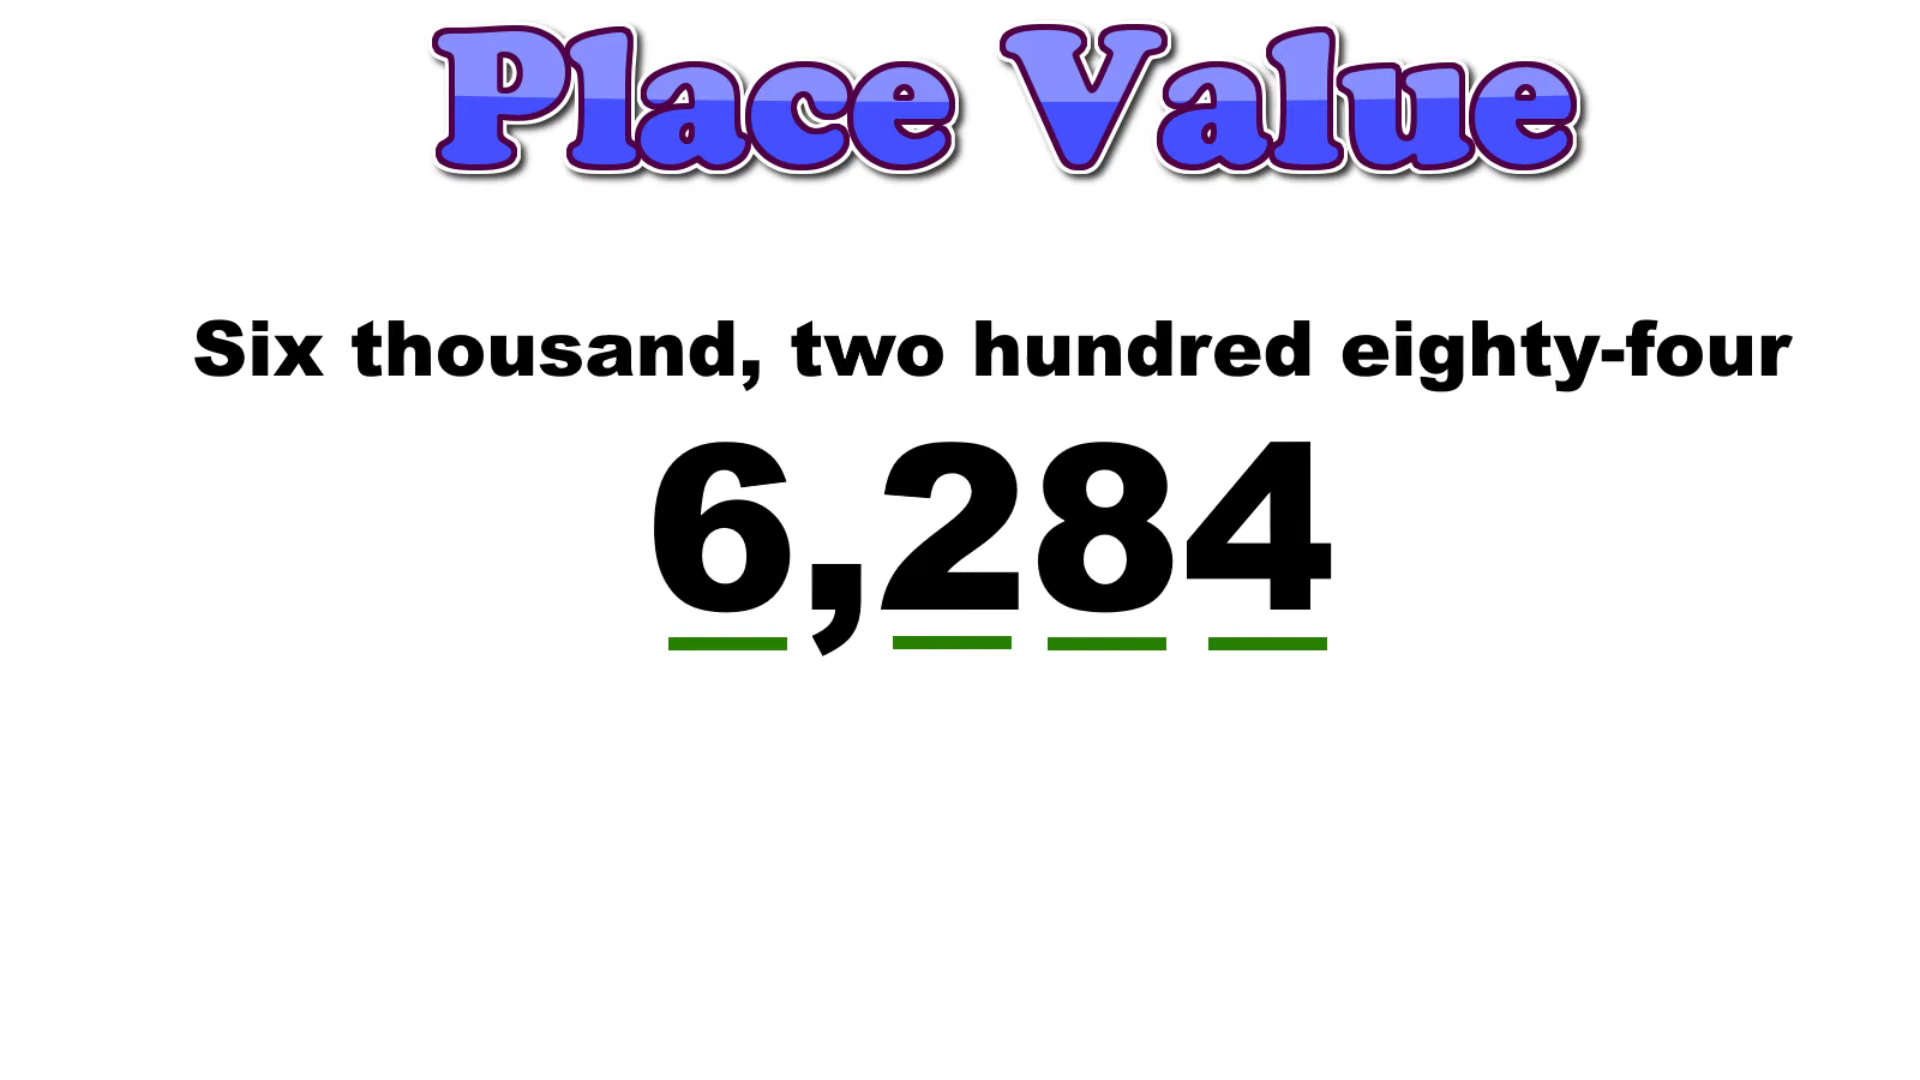 Place Value
Six thousand, two hundred eighty-four
6,284